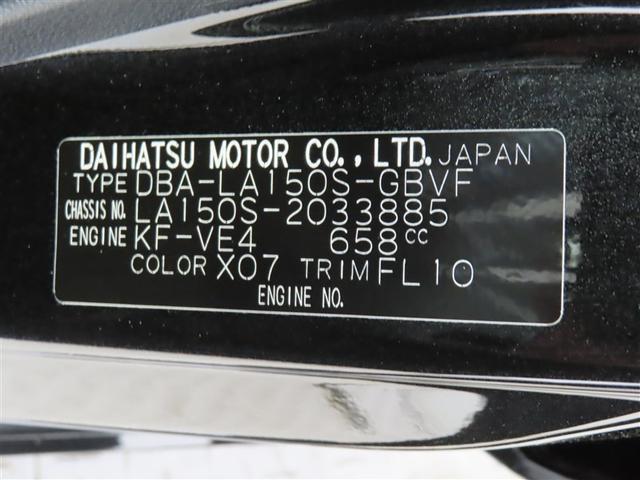 DAIHATSU MOTOR CO., LTD. JAPAN
TYPE DBA-LA150S-GBVF
CHASSIS NO. LA150S-2033885
ENGINE KF-VE4 658cc
COLOR X07 TRIM FL10
ENGINE NO.